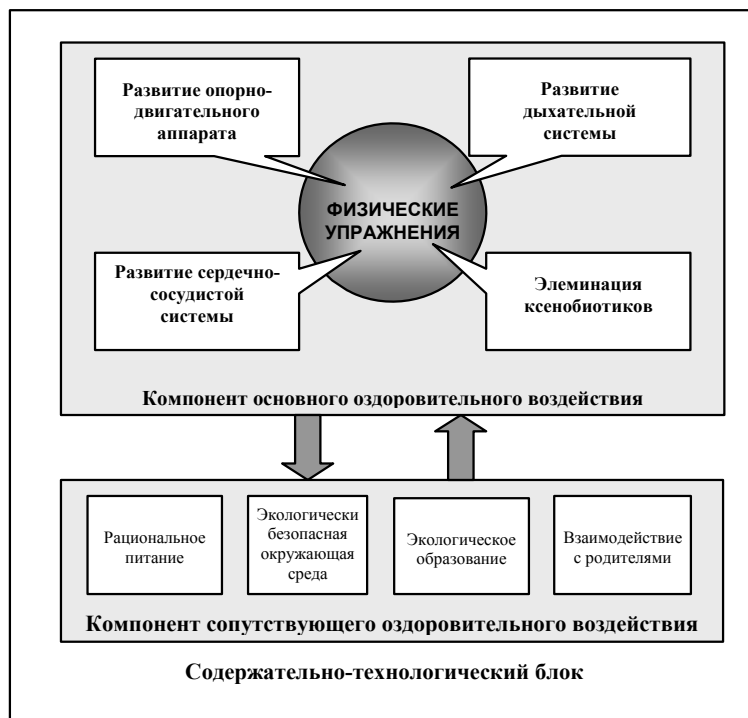 Развитие опорно-
двигательного
аппарата
Развитие
дыхательной
системы
ФИЗИЧЕСКИЕ
УПРАЖНЕНИЯ
Развитие сердечно-
сосудистой
системы
Элеминация
ксенобиотиков
Компонент основного оздоровительного воздействия
Рациональное
питание
Экологически
безопасная
окружающая
среда
Экологическое
образование
Взаимодействие
с родителями
Компонент сопутствующего оздоровительного воздействия
Содержательно-технологический блок